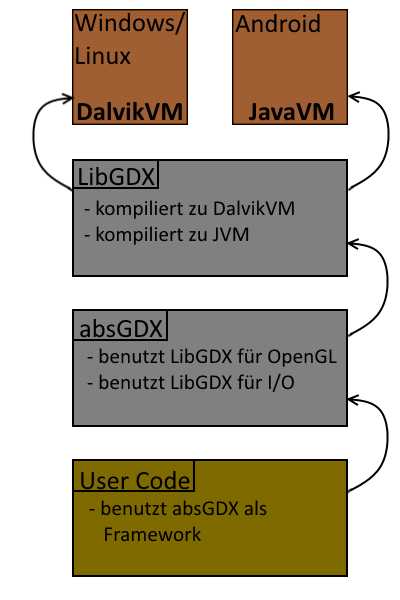 Windows/
Linux
DalvikVM
Android
JavaVM
LibGDX
- kompiliert zu DalvikVM
- kompiliert zu JVM
absGDX
- benutzt LibGDX für OpenGL
- benutzt LibGDX für I/O
User Code
- benutzt absGDX als
Framework